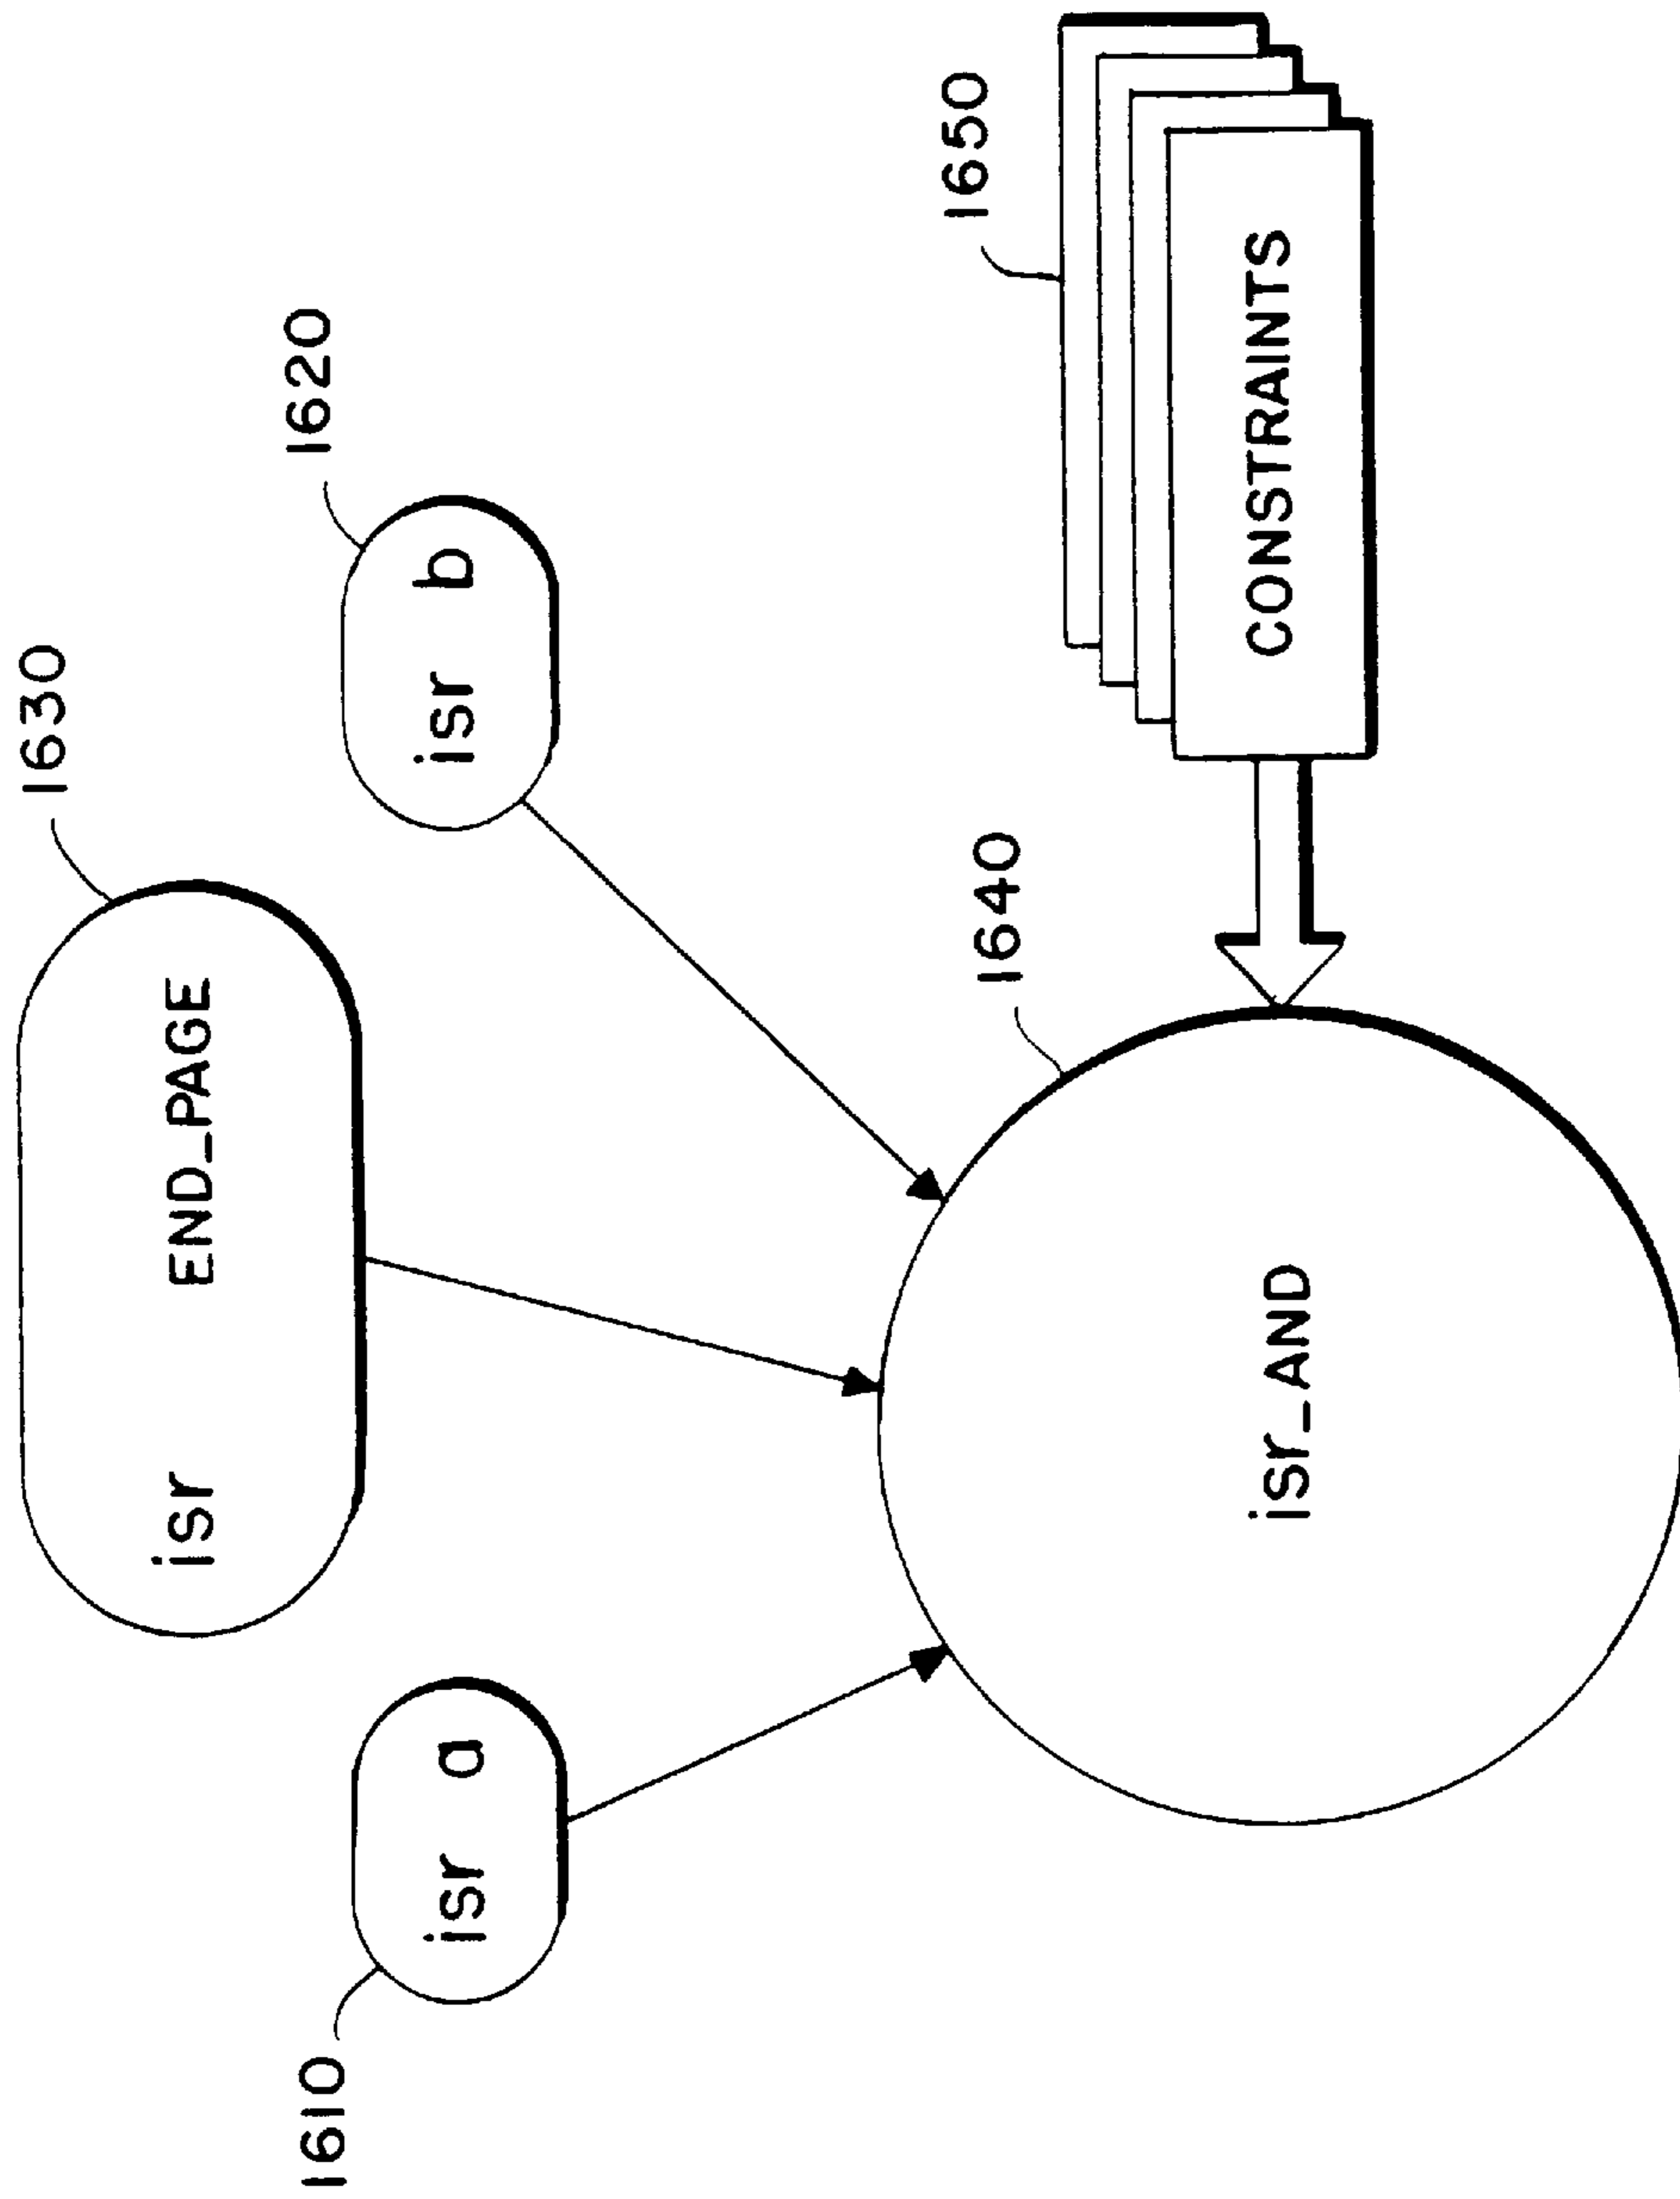 1630
isr END_PAGE
1620
1610
isr a
isr b
1640
1650
isr_AND
CONSTRAINTS